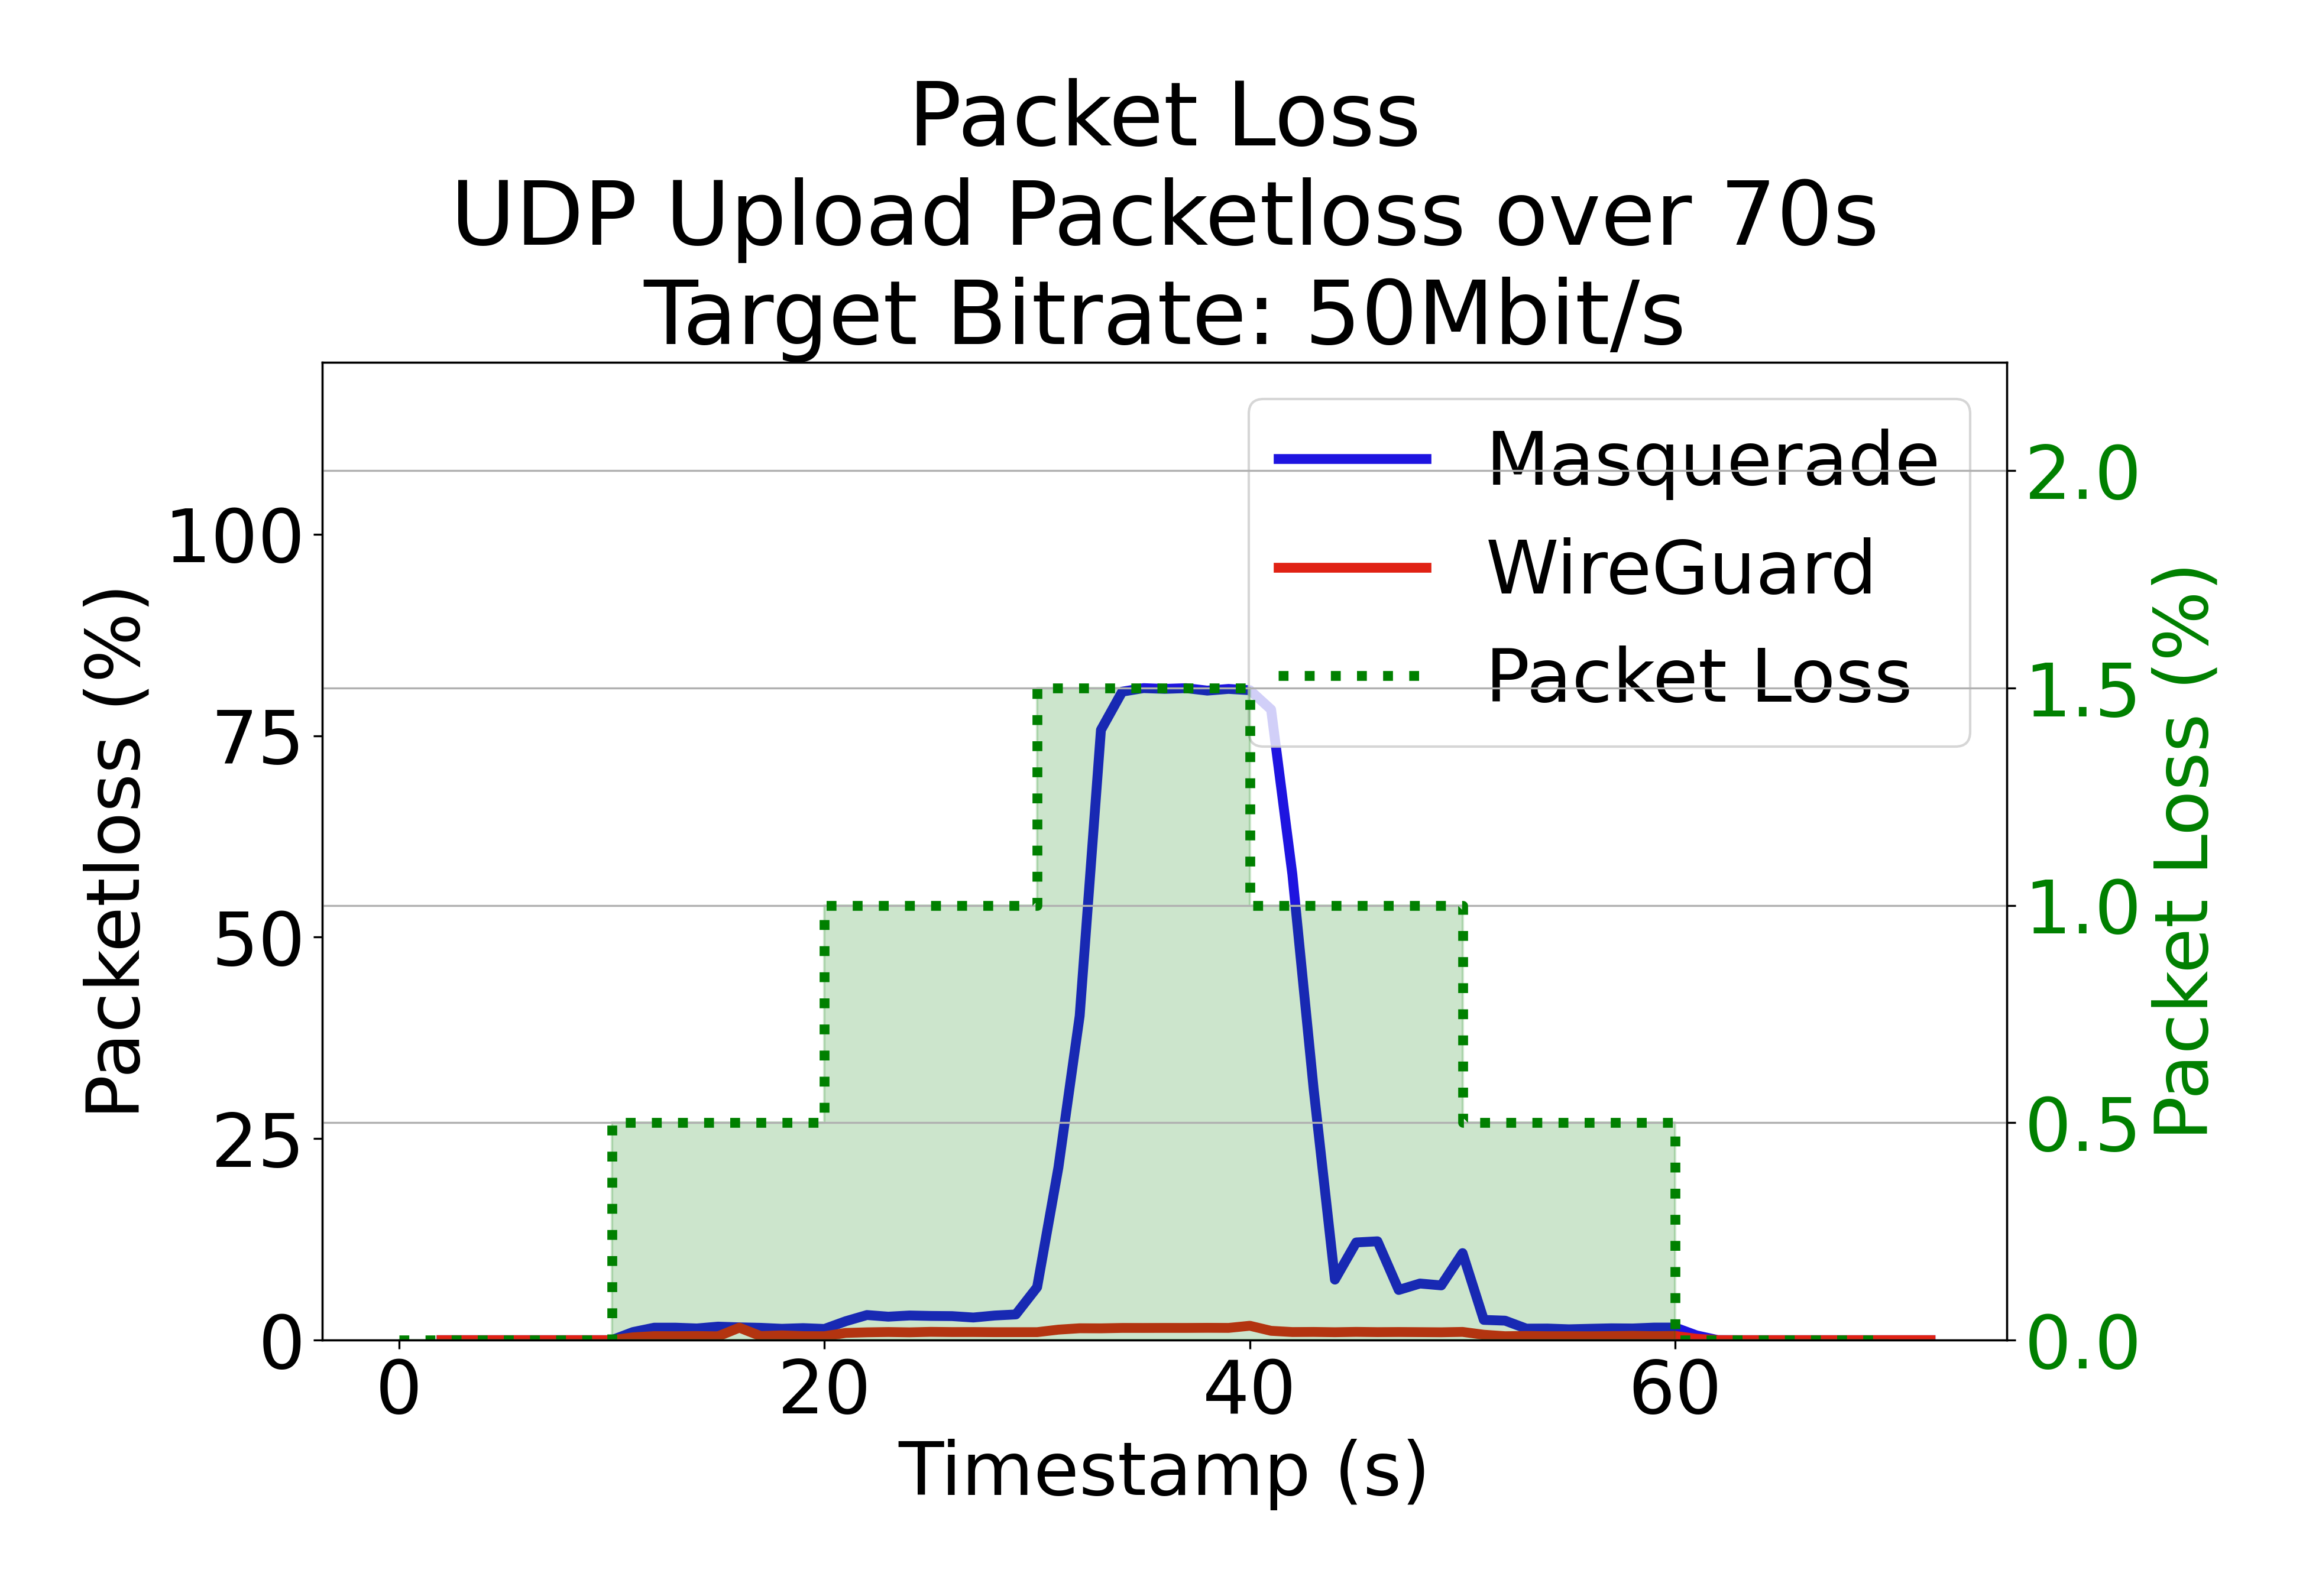 Packet Loss
UDP Upload Packetloss over 70s
Target Bitrate: 50Mbit/s
Masquerade
WireGuard
Packet Loss
Packetloss (%)
100
75
50
25
0
2.0
1.5
1.0
0.5
0.0
Packet Loss (%)
0 20 40 60
Timestamp (s)